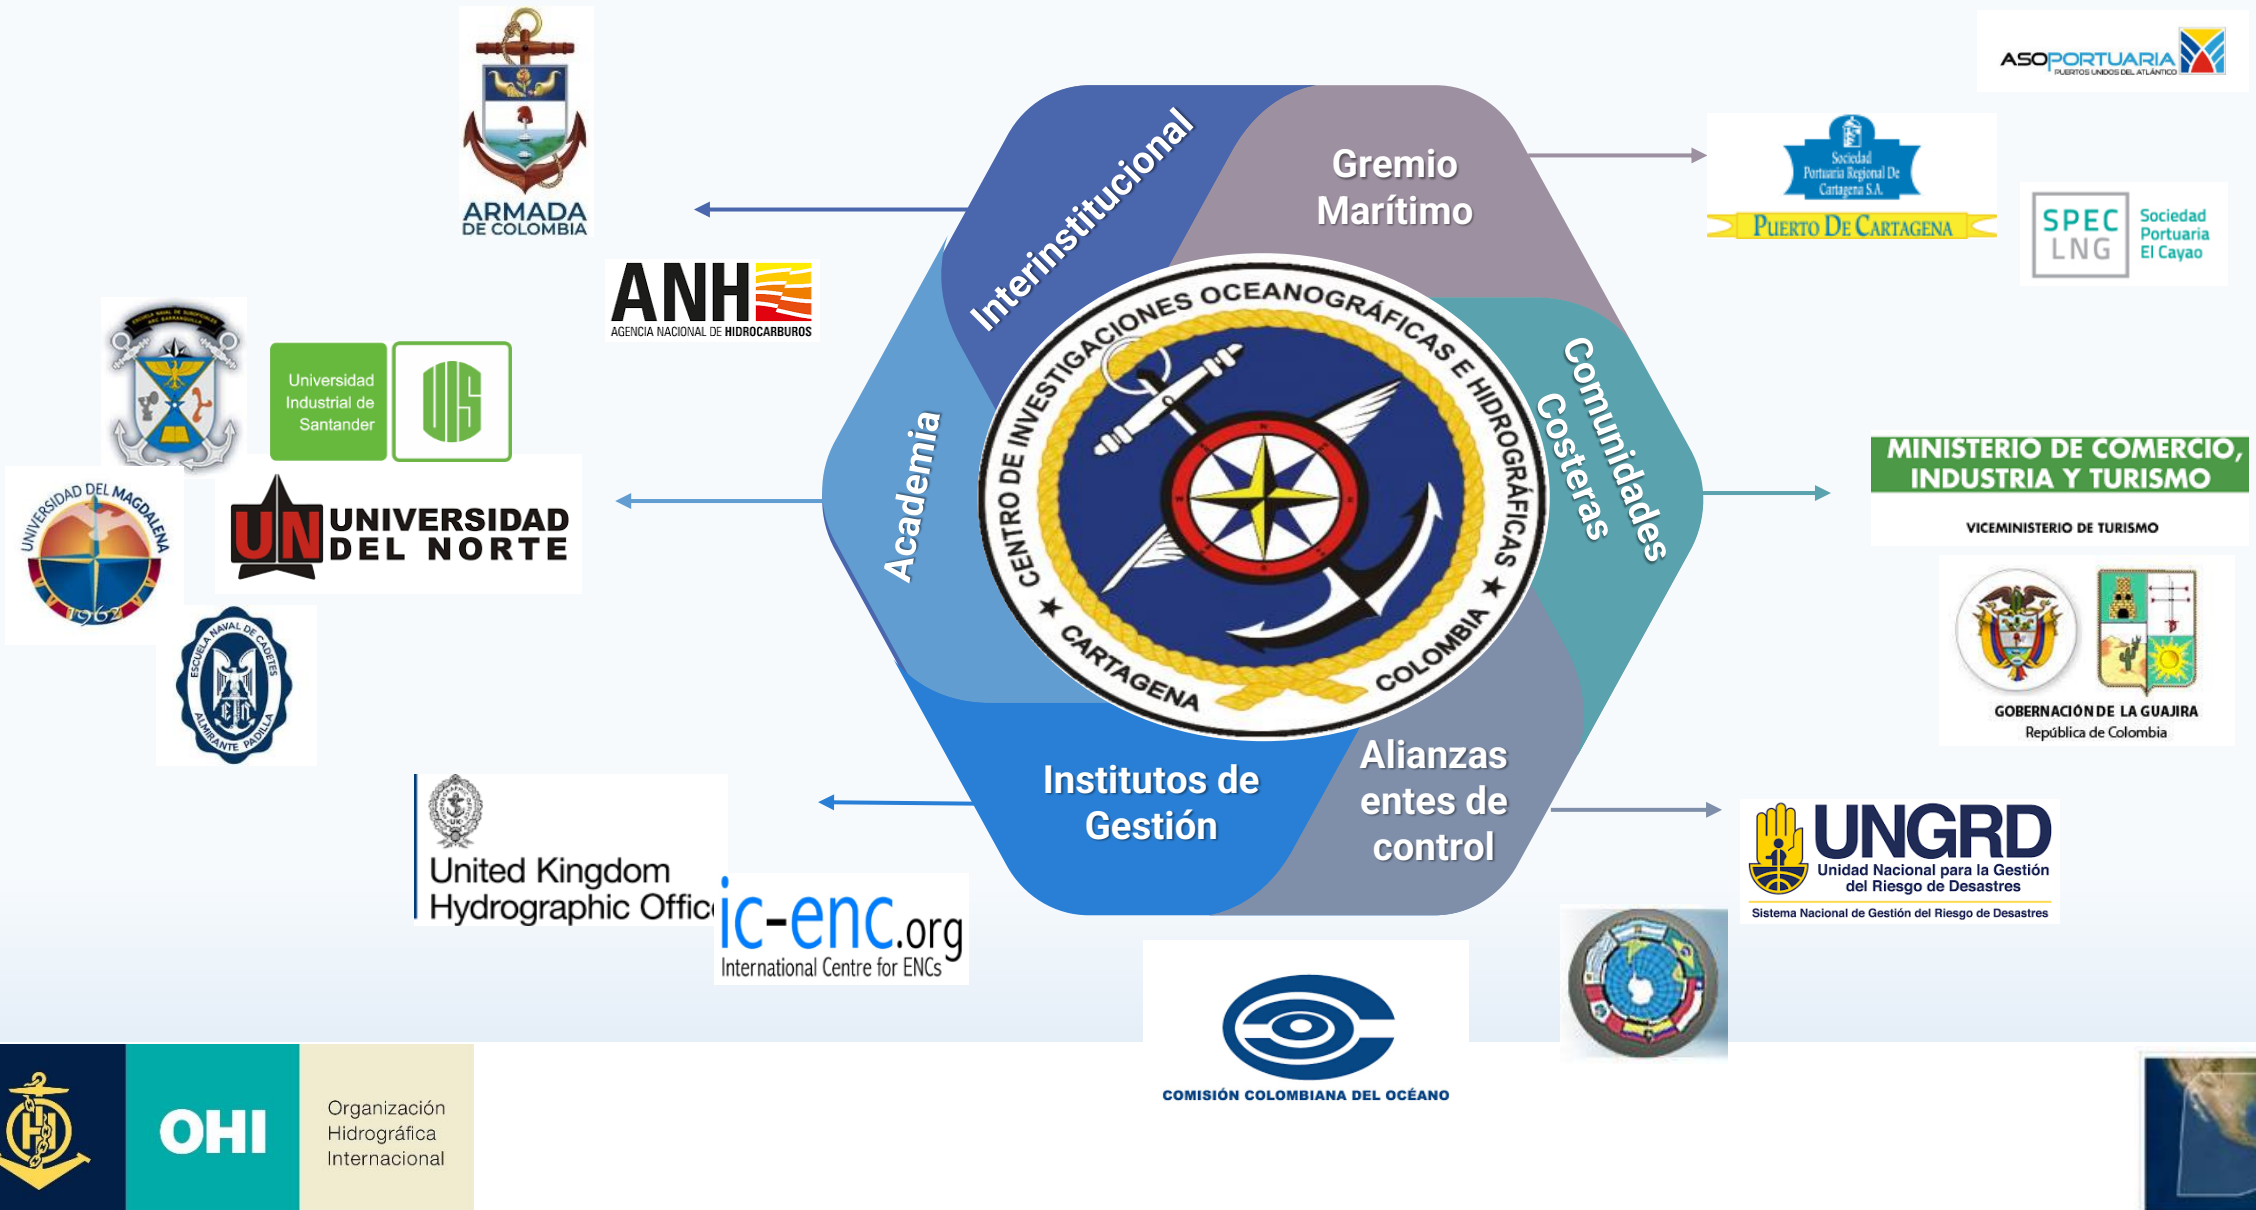 ARMADA
DE COLOMBIA
ANH
AGENCIA NACIONAL DE HIDROCARBUROS
Interinstitucional
Gremio
Marítimo
ASOPORTUARIA
PUERTOS UNIDOS DEL ATLÁNTICO
Sociedad
Portuaria Regional De
Cartagena S.A.
PUERTO DE CARTAGENA
SPEC
LNG
Sociedad
Portuaria
El Cayao
Comunidades
Costeras
MINISTERIO DE COMERCIO,
INDUSTRIA Y TURISMO
VICEMINISTERIO DE TURISMO
GOBERNACIÓN DE LA GUAJIRA
República de Colombia
CENTRO DE INVESTIGACIONES OCEANOGRÁFICAS E HIDROGRÁFICAS
CARTAGENA
COLOMBIA
Academia
ESCUELA NAVAL DE SUBOFICIALES
ARC BARRANQUILLA
Universidad
Industrial de
Santander
UIS
UNIVERSIDAD DEL MAGDALENA
1962
UN
UNIVERSIDAD
DEL NORTE
ESCUELA NAVAL DE CADETES
ALMIRANTE PADILLA
Institutos de
Gestión
United Kingdom
Hydrographic Offic
ic-enc.org
International Centre for ENCs
Alianzas
entes de
control
UNGRD
Unidad Nacional para la Gestión
del Riesgo de Desastres
Sistema Nacional de Gestión del Riesgo de Desastres
COMISIÓN COLOMBIANA DEL OCÉANO
OHI
Organización
Hidrográfica
Internacional